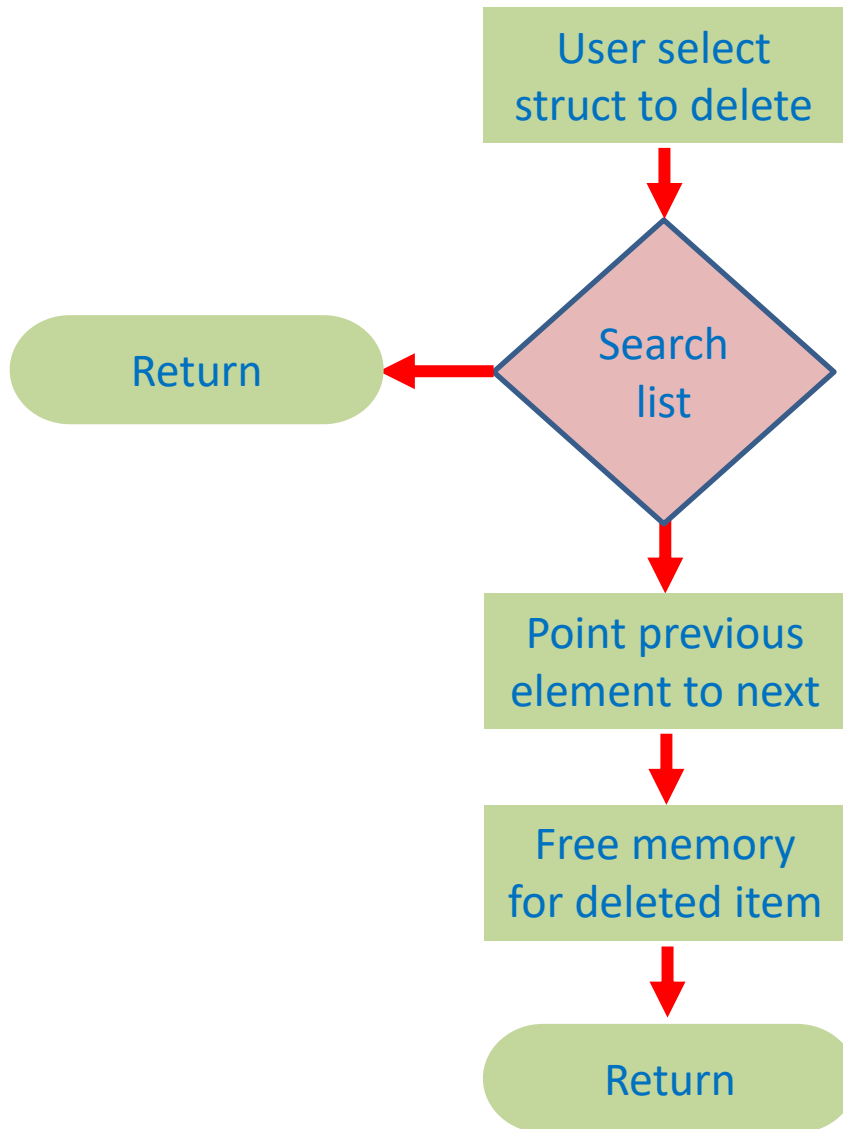 User select
struct to delete
Search
list
Return
Point previous
element to next
Free memory
for deleted item
Return